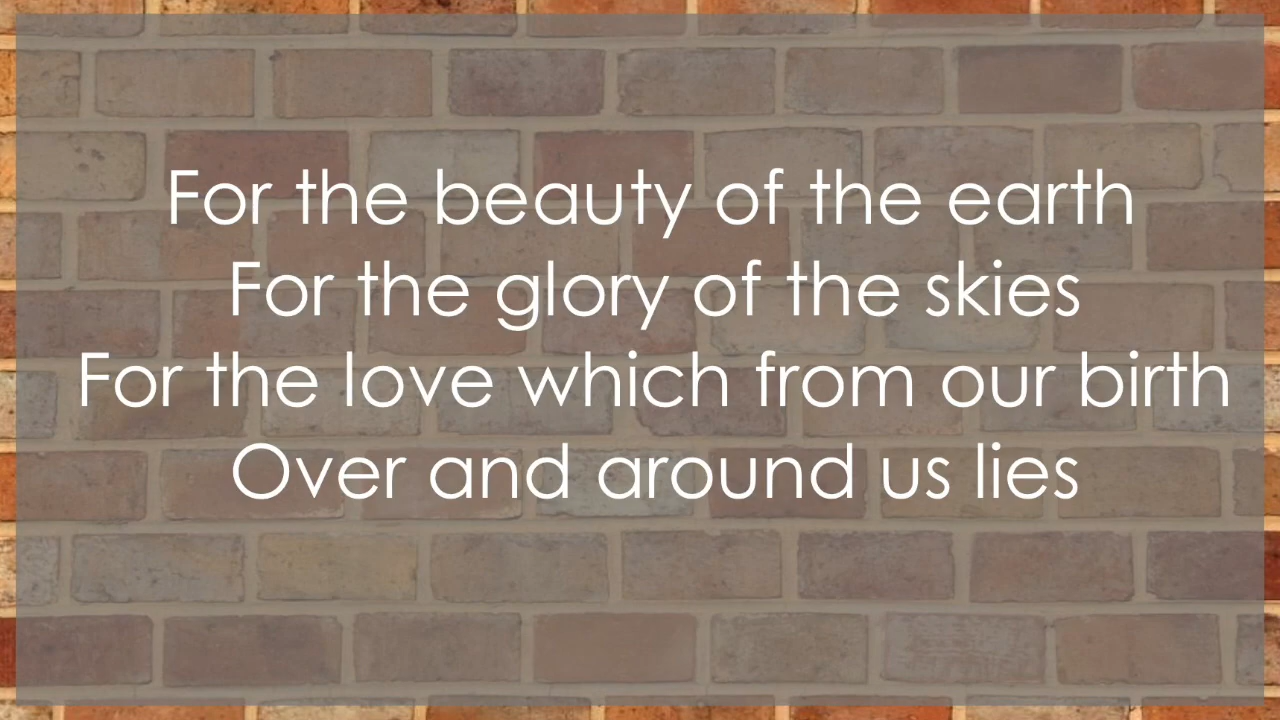 For the beauty of the earth
For the glory of the skies
For the love which from our birth
Over and around us lies